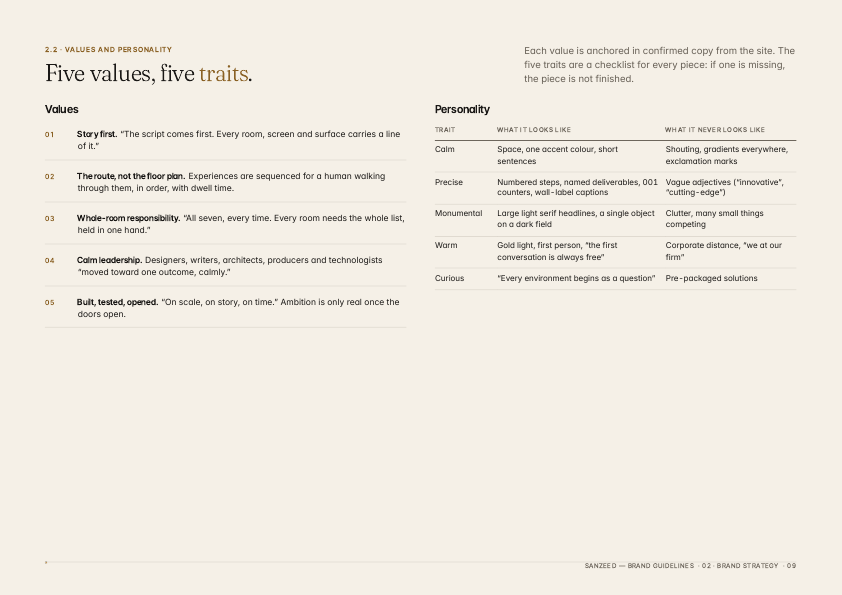 2.2 · VALUES AND PERSONALITY
Five values, five traits.
Each value is anchored in confirmed copy from the site. The
five traits are a checklist for every piece: if one is missing,
the piece is not finished.
Values
01 Story first. “The script comes first. Every room, screen and surface carries a line
of it.”
02 The route, not the floor plan. Experiences are sequenced for a human walking
through them, in order, with dwell time.
03 Whole-room responsibility. “All seven, every time. Every room needs the whole list,
held in one hand.”
04 Calm leadership. Designers, writers, architects, producers and technologists
“moved toward one outcome, calmly.”
05 Built, tested, opened. “On scale, on story, on time.” Ambition is only real once the
doors open.
Personality
TRAIT WHAT IT LOOKS LIKE WHAT IT NEVER LOOKS LIKE
Calm Space, one accent colour, short Shouting, gradients everywhere,
sentences exclamation marks
Precise Numbered steps, named deliverables, 001 Vague adjectives (“innovative”,
counters, wall-label captions “cutting-edge”)
Monumental Large light serif headlines, a single object Clutter, many small things
on a dark field competing
Warm Gold light, first person, “the first Corporate distance, “we at our
conversation is always free” firm”
Curious “Every environment begins as a question” Pre-packaged solutions
SANZEED — BRAND GUIDELINES · 02 · BRAND STRATEGY · 09